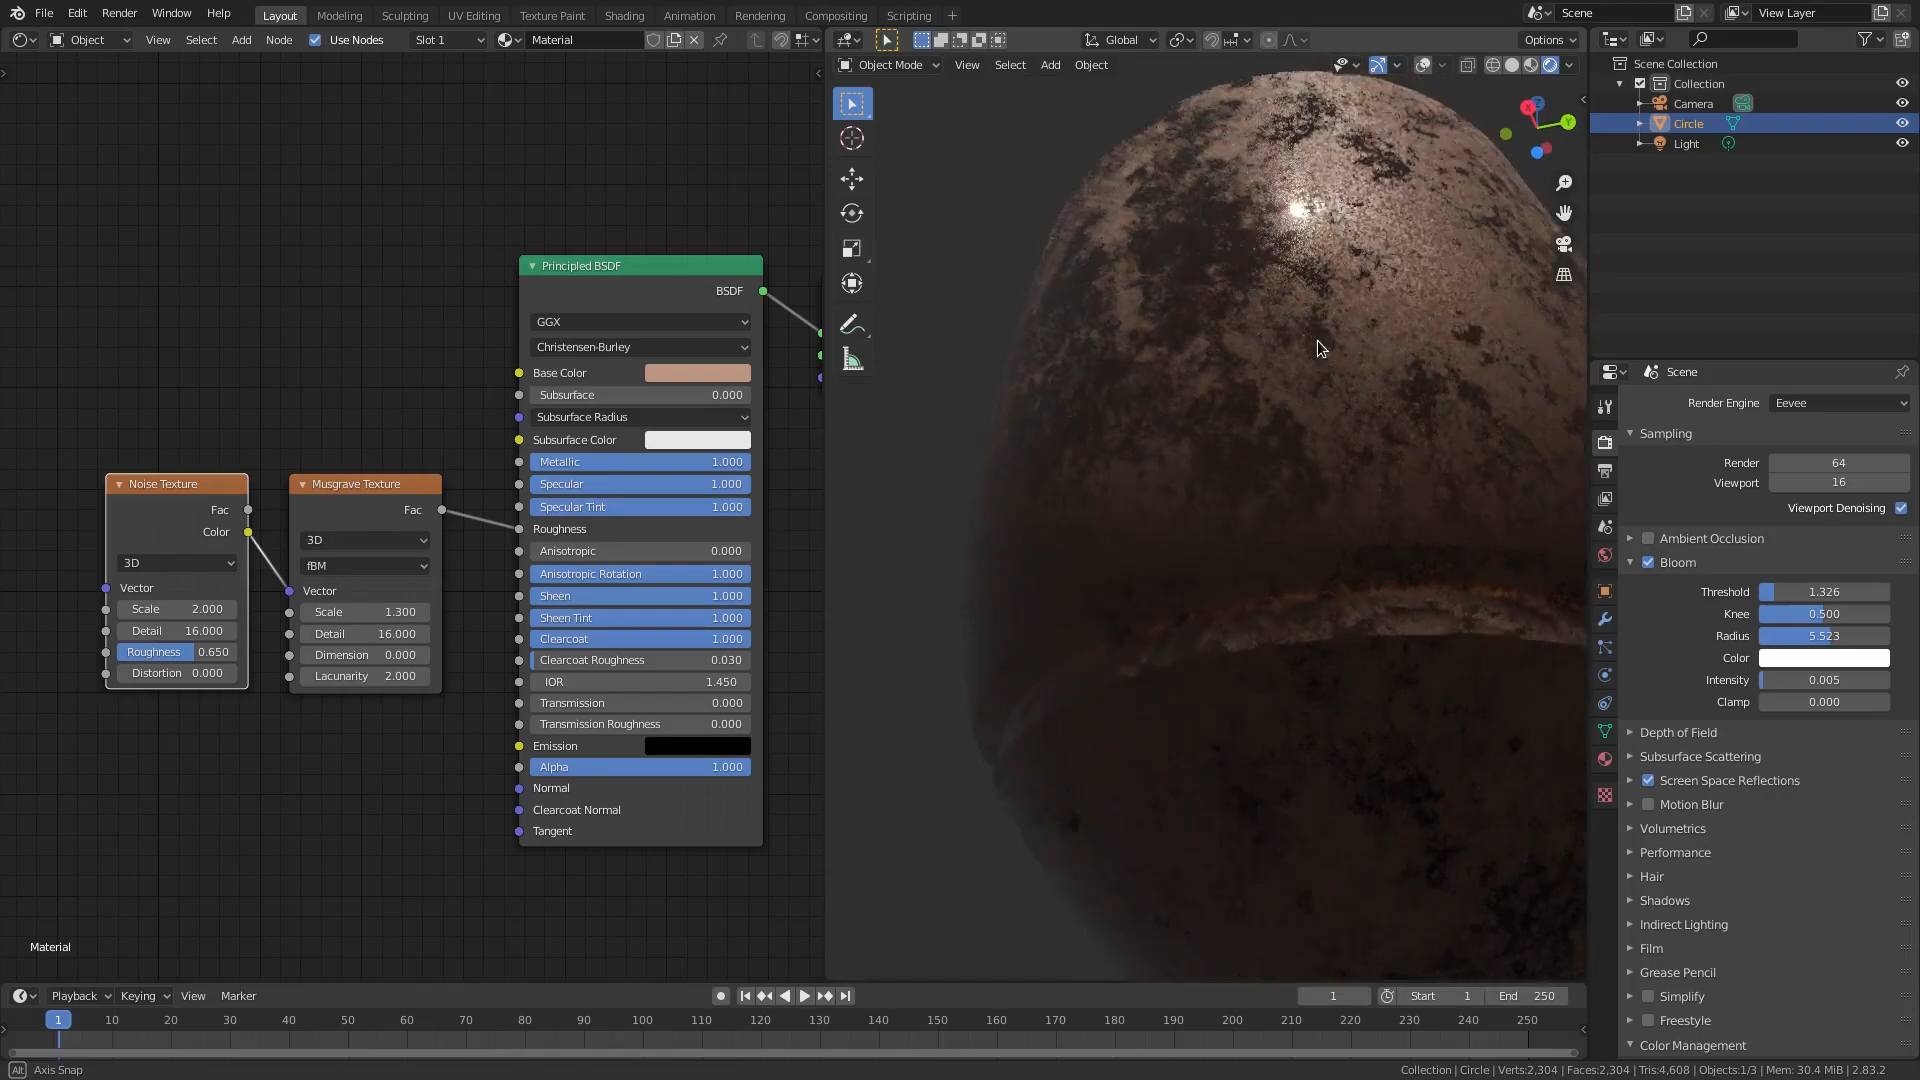 File Edit Render Window Help Layout Modeling Sculpting UV Editing Texture Paint Shading Animation Rendering Compositing Scripting + Scene View Layer
Object View Select Add Node Use Nodes Slot 1 Material Global Options
Object Mode View Select Add Object
Scene Collection
Collection
Camera
Circle
Light
Principled BSDF
BSDF
GGX
Christensen-Burley
Base Color
Subsurface 0.000
Subsurface Radius
Subsurface Color
Metallic 1.000
Specular 1.000
Specular Tint 1.000
Roughness
Anisotropic 0.000
Anisotropic Rotation 1.000
Sheen 1.000
Sheen Tint 1.000
Clearcoat 1.000
Clearcoat Roughness 0.030
IOR 1.450
Transmission 0.000
Transmission Roughness 0.000
Emission
Alpha 1.000
Normal
Clearcoat Normal
Tangent
Noise Texture
Fac
Color
3D
Vector
Scale 2.000
Detail 16.000
Roughness 0.650
Distortion 0.000
Musgrave Texture
Fac
3D
fBM
Vector
Scale 1.300
Detail 16.000
Dimension 0.000
Lacunarity 2.000
Material
X
Y
Scene
Render Engine Eevee
Sampling
Render 64
Viewport 16
Viewport Denoising
Ambient Occlusion
Bloom
Threshold 1.326
Knee 0.500
Radius 5.523
Color
Intensity 0.005
Clamp 0.000
Depth of Field
Subsurface Scattering
Screen Space Reflections
Motion Blur
Volumetrics
Performance
Hair
Shadows
Indirect Lighting
Film
Grease Pencil
Simplify
Freestyle
Color Management
Playback Keying View Marker 1 Start 1 End 250
1 10 20 30 40 50 60 70 80 90 100 110 120 130 140 150 160 170 180 190 200 210 220 230 240 250
Alt Axis Snap Collection | Circle | Verts:2,304 | Faces:2,304 | Tris:4,608 | Objects:1/3 | Mem: 30.4 MiB | 2.83.2